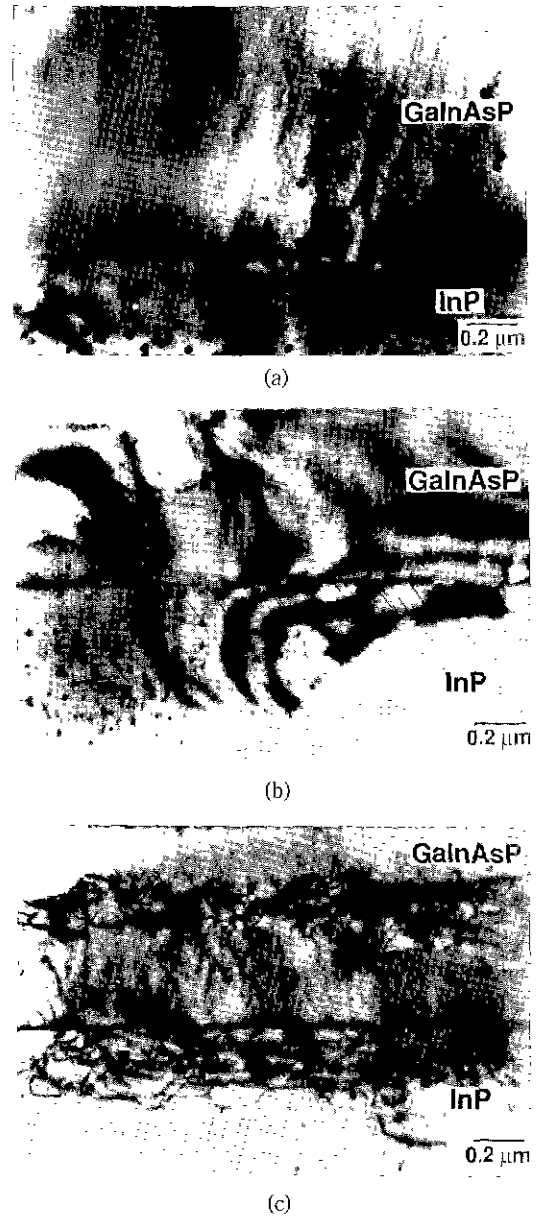 GaInAsP
InP
0.2 μm
(a)
GaInAsP
InP
0.2 μm
(b)
GaInAsP
InP
0.2 μm
(c)